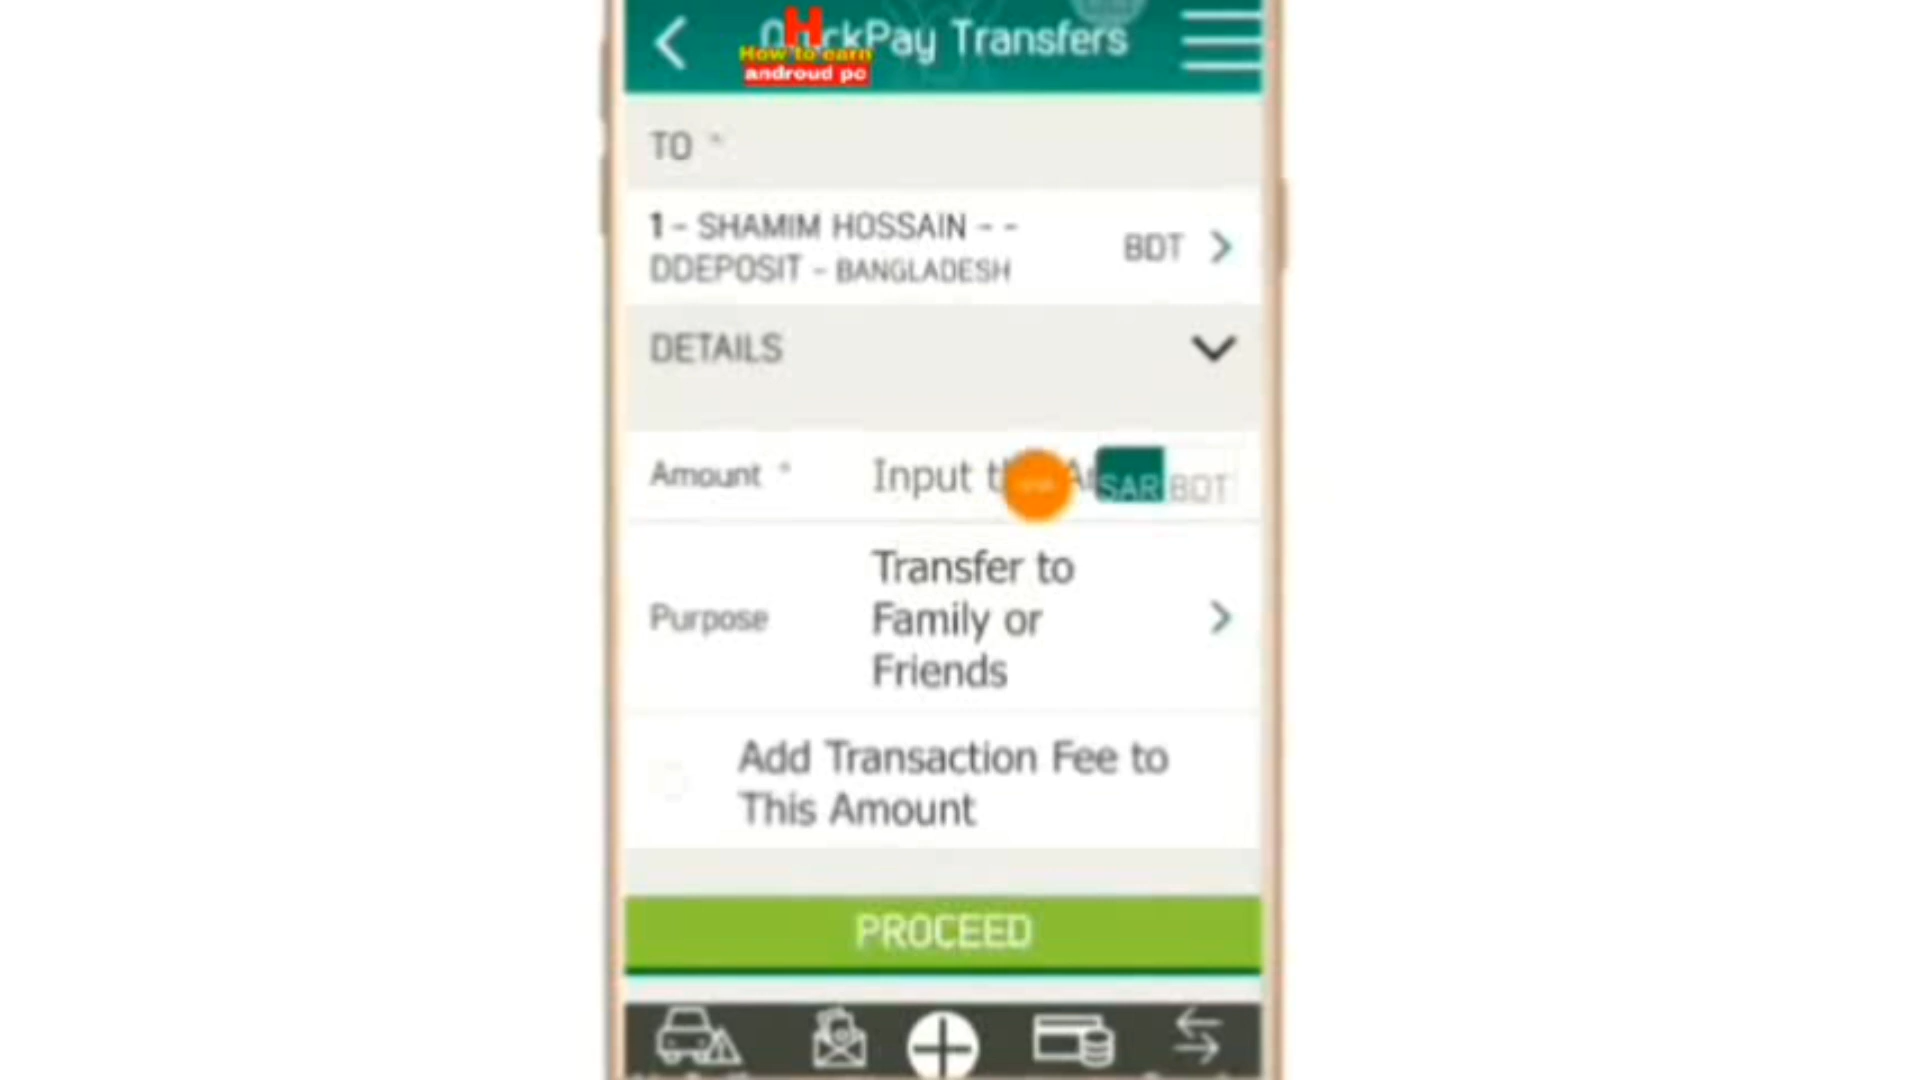 QuickPay Transfers
H
How to earn
androud pc
TO *
1 - SHAMIM HOSSAIN - -
DDEPOSIT - BANGLADESH
BDT
DETAILS
Amount *
Input
SAR BDT
Transfer to
Family or
Friends
Purpose
Add Transaction Fee to
This Amount
PROCEED